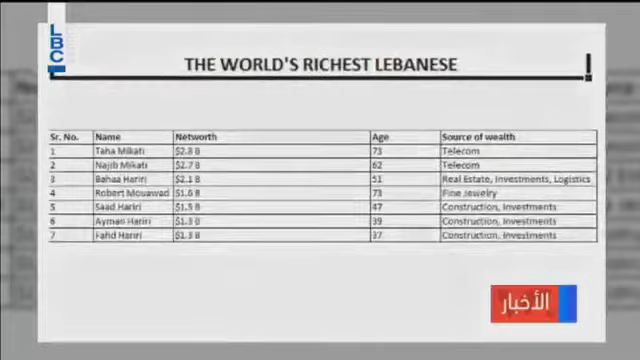 LBCI
THE WORLD'S RICHEST LEBANESE
Sr. No. Name Networth Age Source of wealth
1 Taha Mikati $2.8 B 73 Telecom
2 Najib Mikati $2.7 B 62 Telecom
3 Bahaa Hariri $2.1 B 51 Real Estate, Investments, Logistics
4 Robert Mouawad $1.6 B 73 Fine Jewelry
5 Saad Hariri $1.5 B 47 Construction, Investments
6 Ayman Hariri $1.3 B 39 Construction, Investments
7 Fahd Hariri $1.3 B 37 Construction, Investments
الأخبار